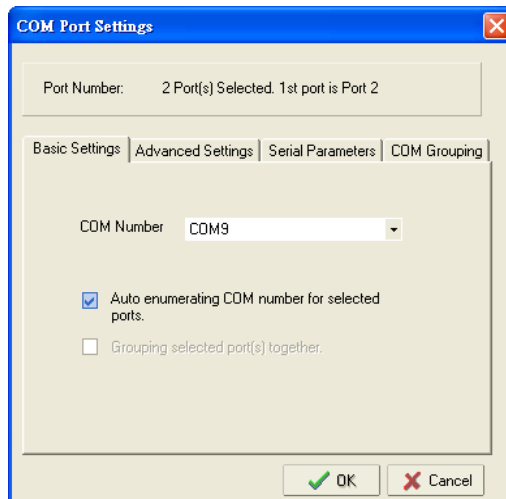 COM Port Settings
Port Number: 2 Port(s) Selected. 1st port is Port 2
Basic Settings Advanced Settings Serial Parameters COM Grouping
COM Number COM9
Auto enumerating COM number for selected
ports.
Grouping selected port(s) together.
OK Cancel